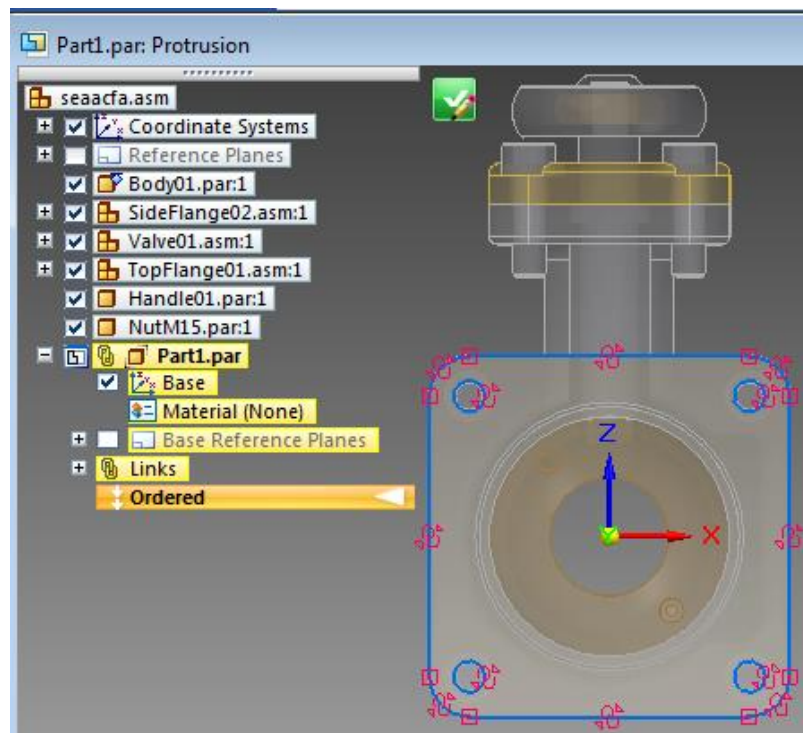 Part1.par: Protrusion
seaacfa.asm
Coordinate Systems
Reference Planes
Body01.par:1
SideFlange02.asm:1
Valve01.asm:1
TopFlange01.asm:1
Handle01.par:1
NutM15.par:1
Part1.par
Base
Material (None)
Base Reference Planes
Links
Ordered
Z
X